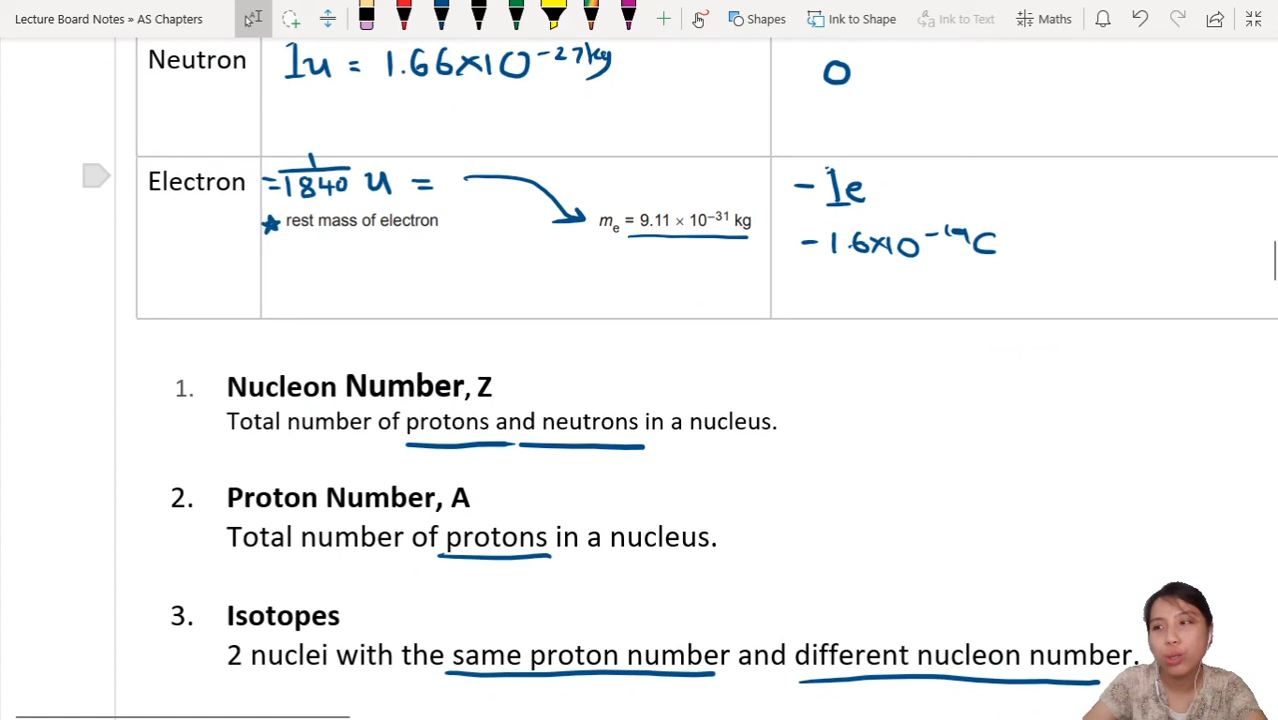 Lecture Board Notes » AS Chapters
Shapes
Ink to Shape
Ink to Text
Maths
Neutron
1u = 1.66×10⁻²⁷kg
0
Electron
= 1/1840 u =
rest mass of electron
mₑ = 9.11 × 10⁻³¹ kg
- 1e
- 1.6×10⁻¹⁹C
1. Nucleon Number, Z
Total number of protons and neutrons in a nucleus.
2. Proton Number, A
Total number of protons in a nucleus.
3. Isotopes
2 nuclei with the same proton number and different nucleon number.